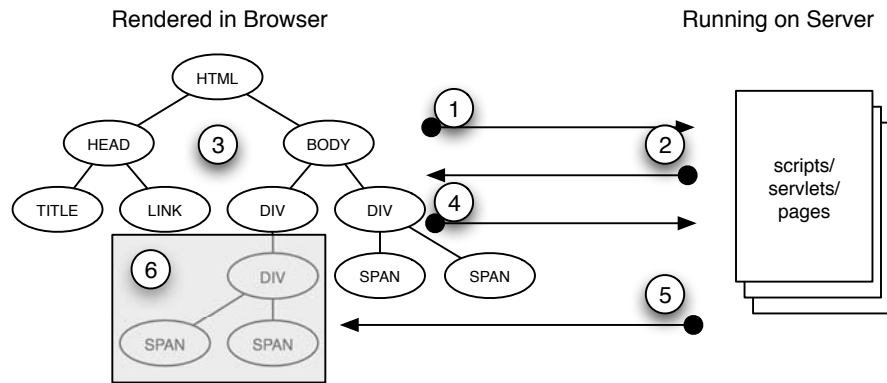 Rendered in Browser
Running on Server
HTML
1
HEAD
3
BODY
2
scripts/
servlets/
pages
TITLE
LINK
DIV
DIV
4
6
DIV
SPAN
SPAN
5
SPAN
SPAN